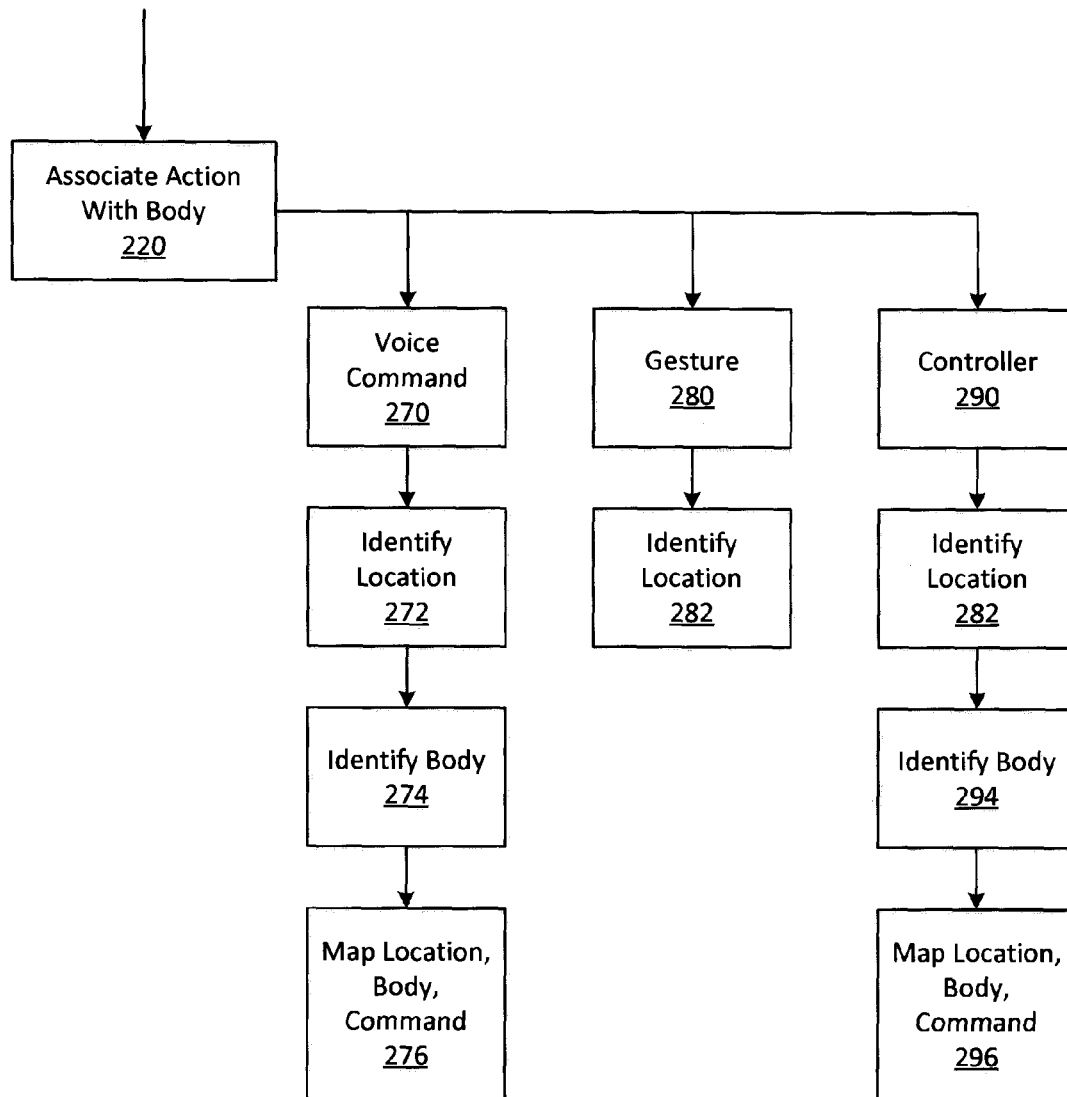 Associate Action
With Body
220
Voice
Command
270
Gesture
280
Controller
290
Identify
Location
272
Identify
Location
282
Identify
Location
282
Identify Body
274
Identify Body
294
Map Location,
Body,
Command
276
Map Location,
Body,
Command
296